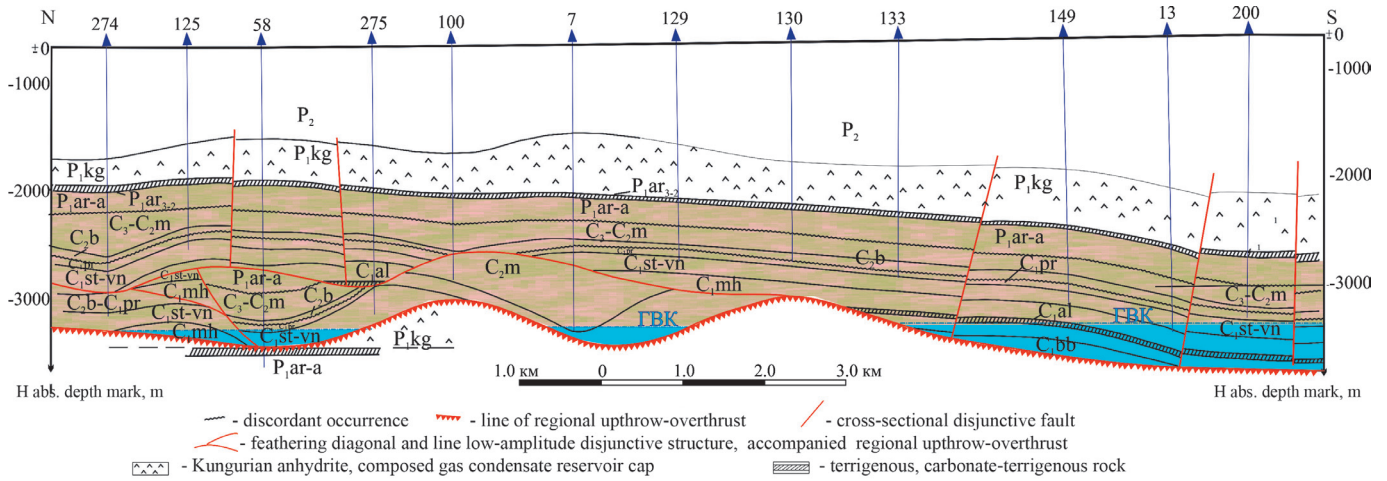 N S
274 125 58 275 100 7 129 130 133 149 13 200
±0 ±0
-1000 -1000
P2 P2
P1kg P1kg P1kg
-2000 -2000
P1kg
P1ar3-2 P1ar3-2
P1ar-a P1ar-a P1ar-a
C3-C2m C3-C2m
C2b C2b
C1st-vn C1st-vn C1st-vn
C1al C2m C1pr
P1ar-a
C1mh C1mh
-3000 -3000
C2b-C1pr C3-C2m C2b C3-C2m
C1st-vn C1al ГВК
C1mh C1st-vn ГВК C1st-vn
P1kg C1bb
P1ar-a
1.0 км 0 1.0 2.0 3.0 км
H abs. depth mark, m H abs. depth mark, m
- discordant occurrence - line of regional upthrow-overthrust - cross-sectional disjunctive fault
- feathering diagonal and line low-amplitude disjunctive structure, accompanied regional upthrow-overthrust
- Kungurian anhydrite, composed gas condensate reservoir cap - terrigenous, carbonate-terrigenous rock